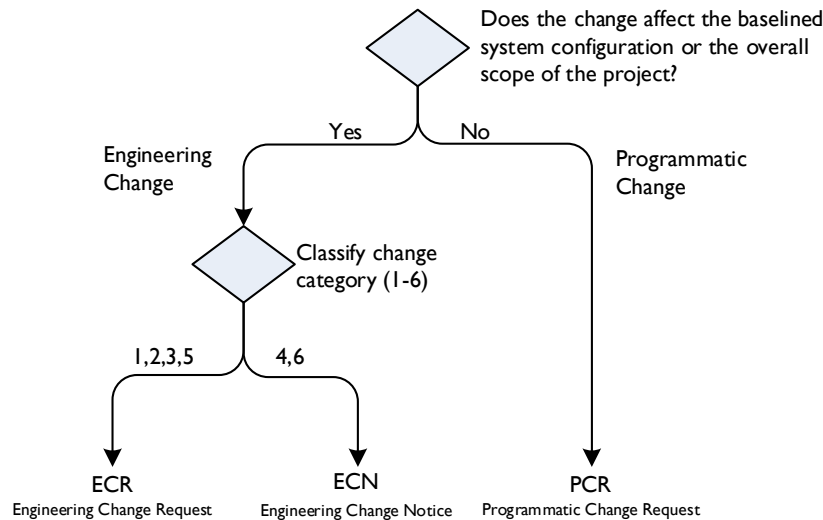 Does the change affect the baselined
system configuration or the overall
scope of the project?
Yes
No
Engineering
Change
Programmatic
Change
Classify change
category (1-6)
1,2,3,5
4,6
ECR
Engineering Change Request
ECN
Engineering Change Notice
PCR
Programmatic Change Request